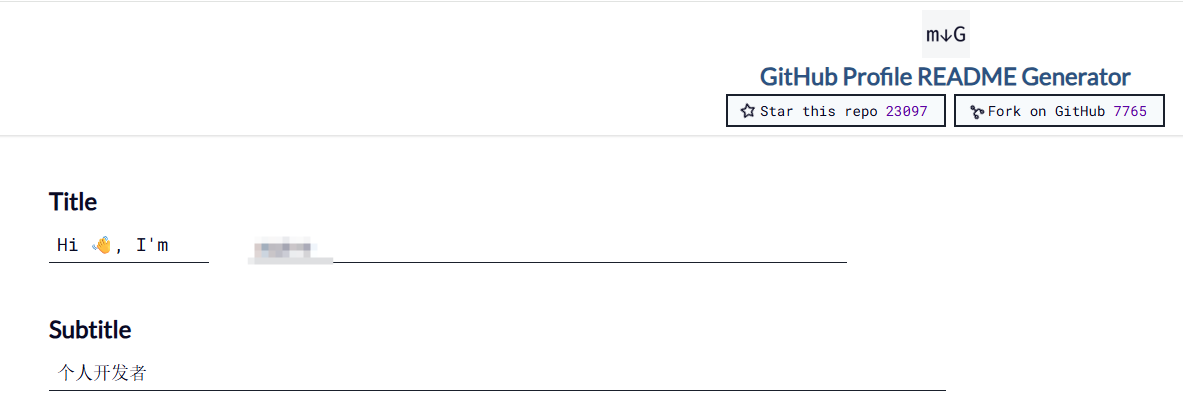 m↓G
GitHub Profile README Generator
Star this repo 23097
Fork on GitHub 7765
Title
Hi 👋, I'm
Subtitle
个人开发者